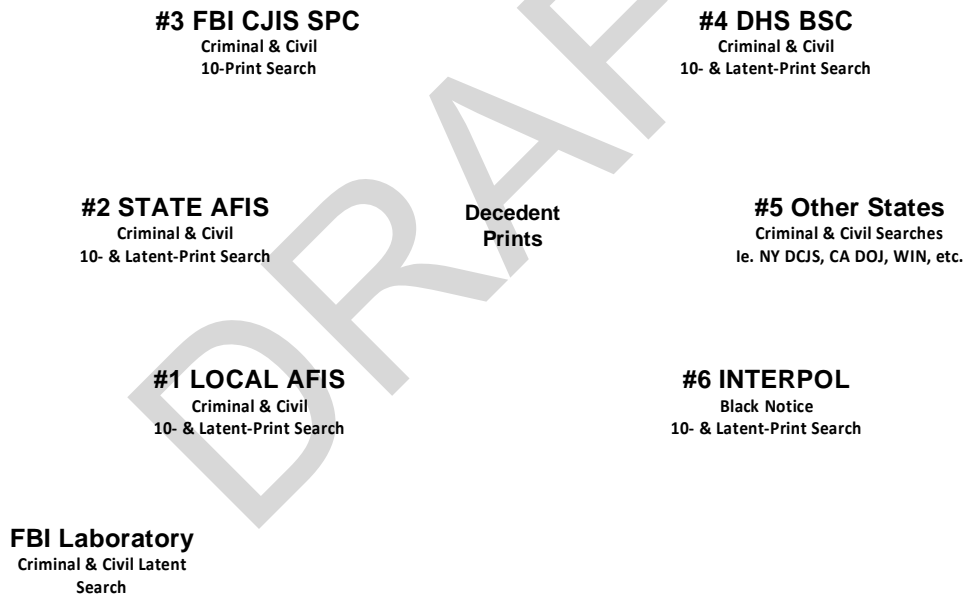 #3 FBI CJIS SPC
Criminal & Civil
10-Print Search
#4 DHS BSC
Criminal & Civil
10- & Latent-Print Search
#2 STATE AFIS
Criminal & Civil
10- & Latent-Print Search
Decedent
Prints
#5 Other States
Criminal & Civil Searches
Ie. NY DCJS, CA DOJ, WIN, etc.
#1 LOCAL AFIS
Criminal & Civil
10- & Latent-Print Search
#6 INTERPOL
Black Notice
10- & Latent-Print Search
FBI Laboratory
Criminal & Civil Latent
Search
DRAF